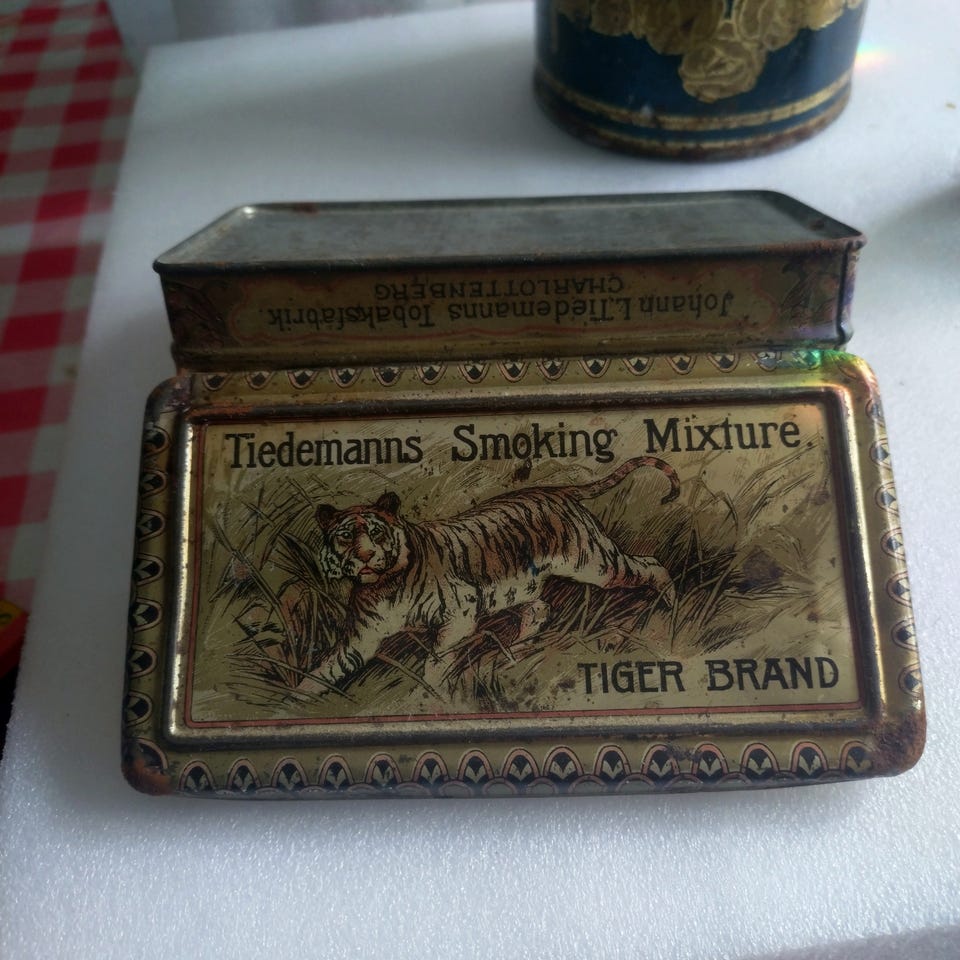 Johann L. Tiedemanns Tobaksfabrik.
CHARLOTTENBERG
Tiedemanns Smoking Mixture.
TIGER BRAND